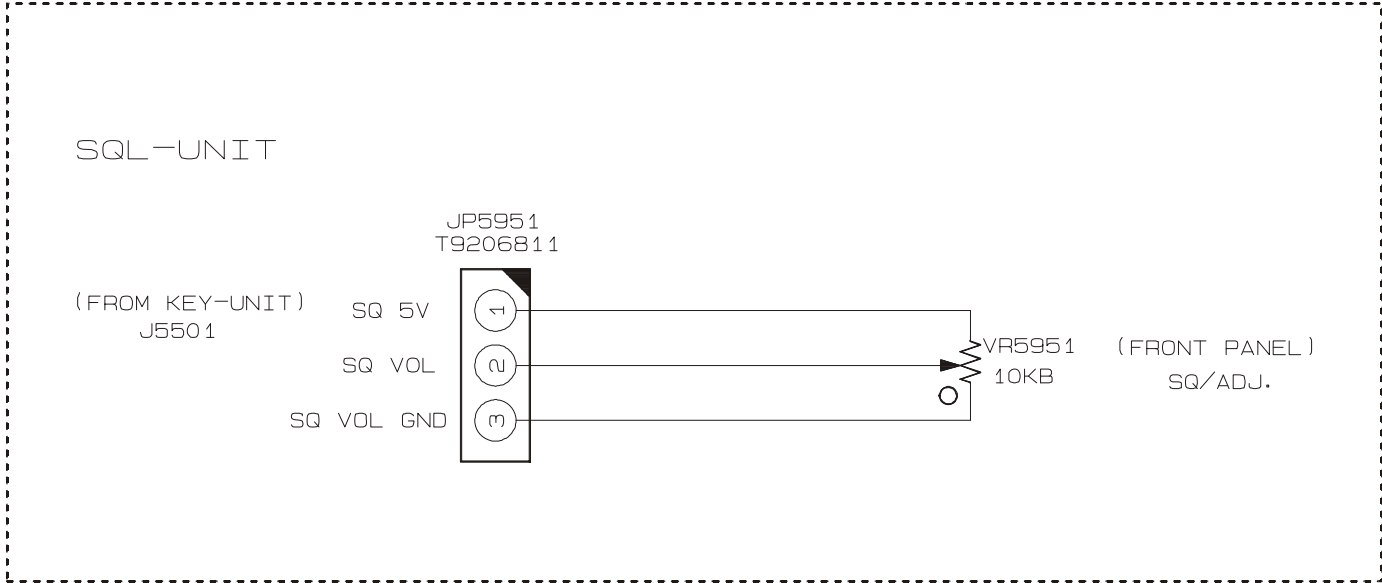 SQL-UNIT
JP5951
T9206811
(FROM KEY-UNIT)
J5501
SQ 5V
1
SQ VOL
2
SQ VOL GND
3
VR5951
10KB
(FRONT PANEL)
SQ/ADJ.